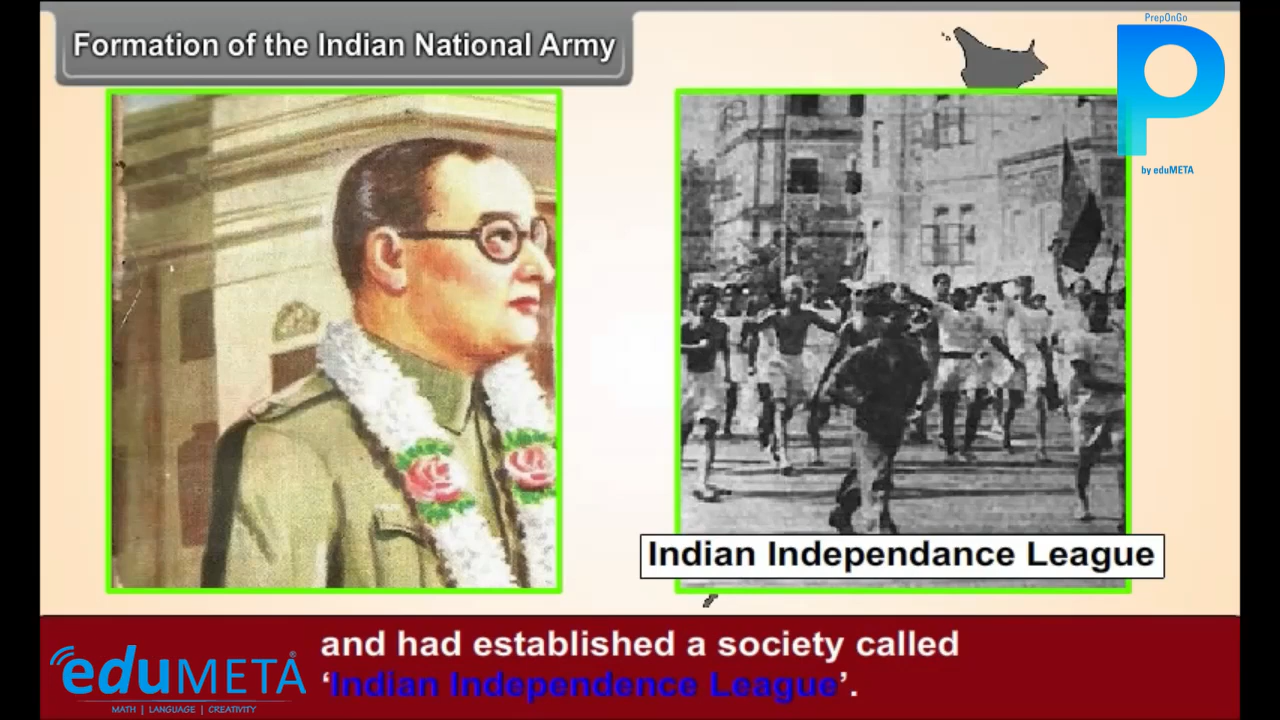 Formation of the Indian National Army
PrepOnGo
P
by eduMETA
Indian Independance League
and had established a society called
‘Indian Independence League’.
eduMETA®
MATH | LANGUAGE | CREATIVITY